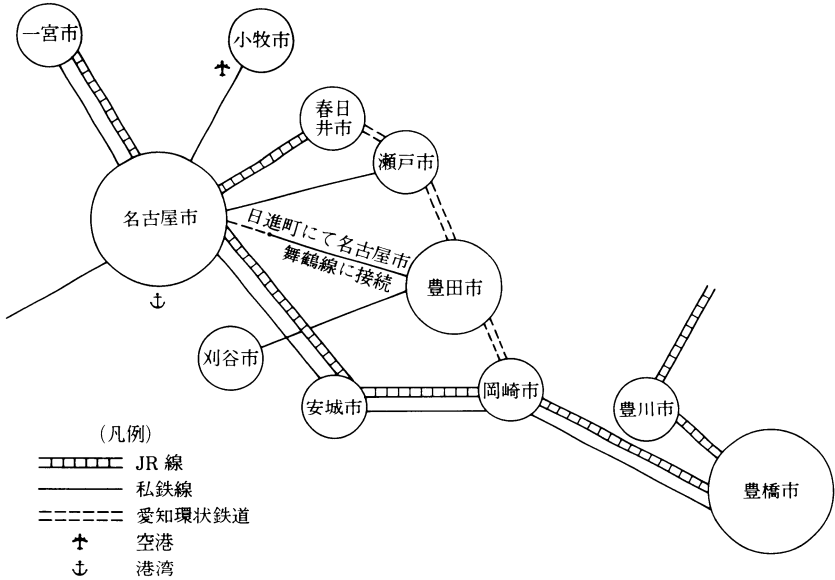 一宮市
小牧市
春日
井市
瀬戸市
名古屋市
日進町にて名古屋市
舞鶴線に接続
豊田市
刈谷市
安城市
岡崎市
豊川市
豊橋市
(凡例)
JR線
私鉄線
愛知環状鉄道
空港
港湾